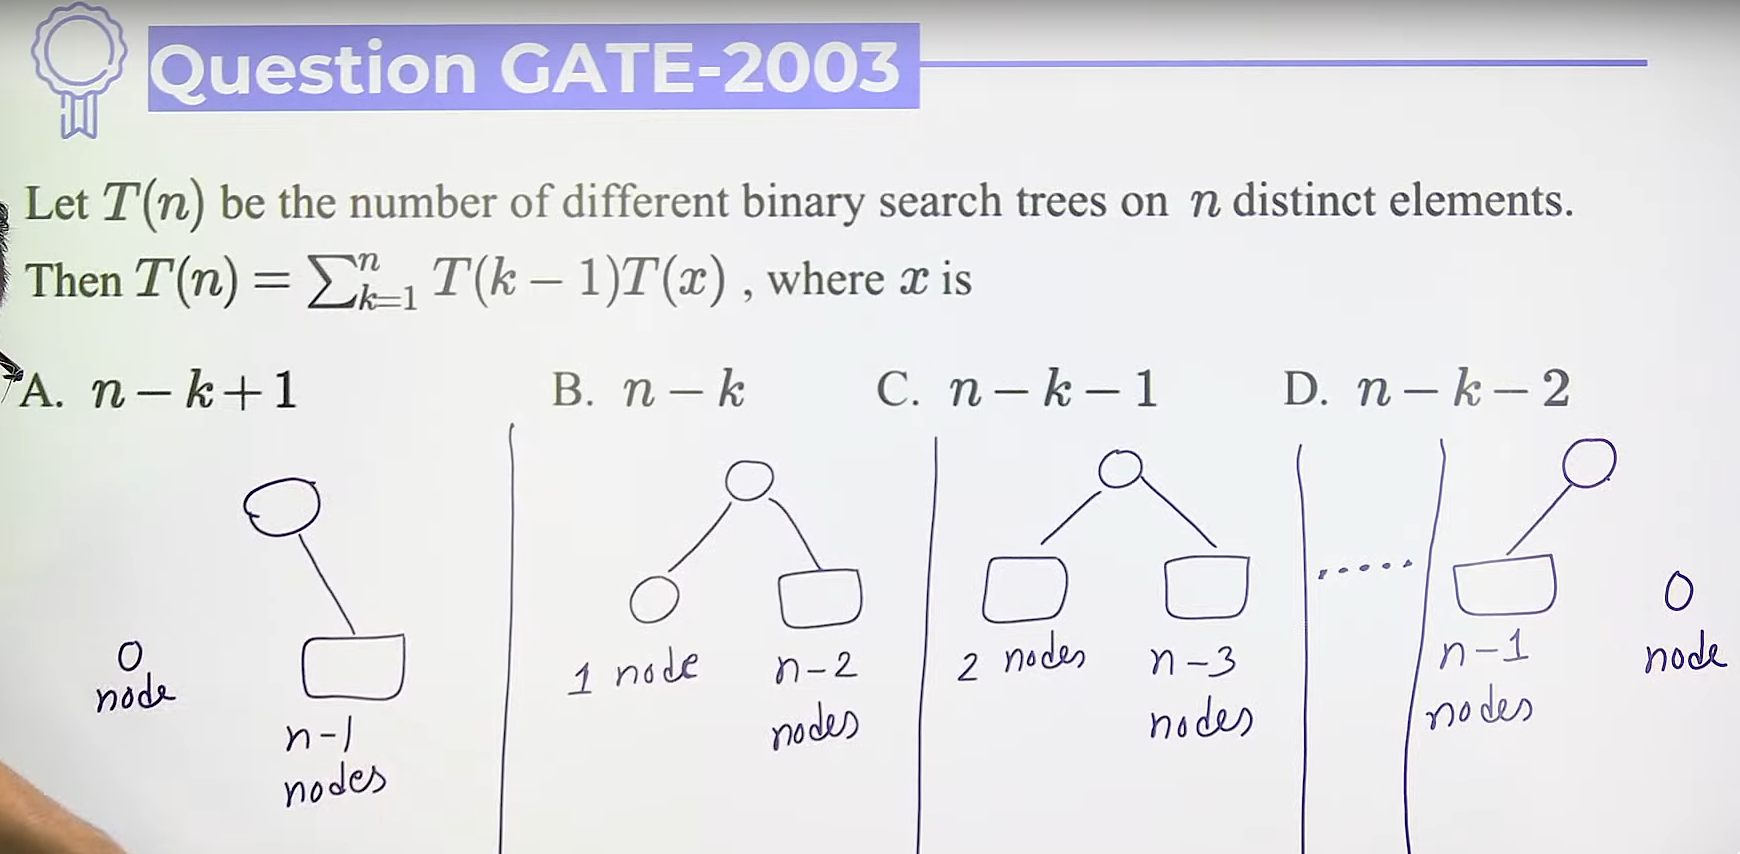 Question GATE-2003
Let T(n) be the number of different binary search trees on n distinct elements.
Then T(n) = ∑ⁿₖ₌₁ T(k − 1)T(x) , where x is
A. n − k + 1 B. n − k C. n − k − 1 D. n − k − 2
0 node
n-1 nodes
1 node
n-2 nodes
2 nodes
n-3 nodes
.....
n-1 nodes
0 node